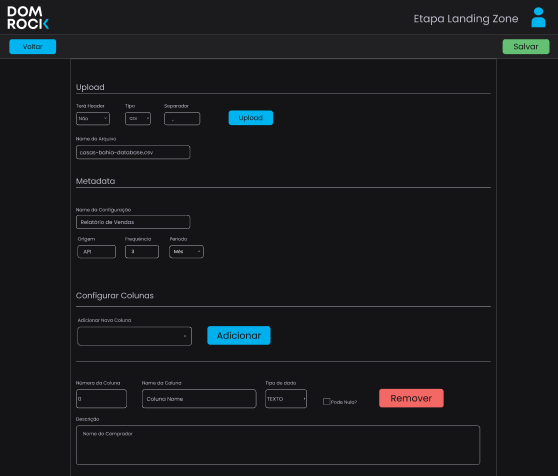 DOM
ROCK
Etapa Landing Zone
Voltar
Salvar
Upload
Terá Header
Tipo
Separador
Não
CSV
,
Upload
Nome do Arquivo
casas-bahia-database.csv
Metadata
Nome da Configuração
Relatório de Vendas
Origem
Frequência
Período
API
3
Mês
Configurar Colunas
Adicionar Nova Coluna
Adicionar
Número da Coluna
Nome da Coluna
Tipo de dado
0
Coluna Nome
TEXTO
Pode Nulo?
Remover
Descrição
Nome do Comprador